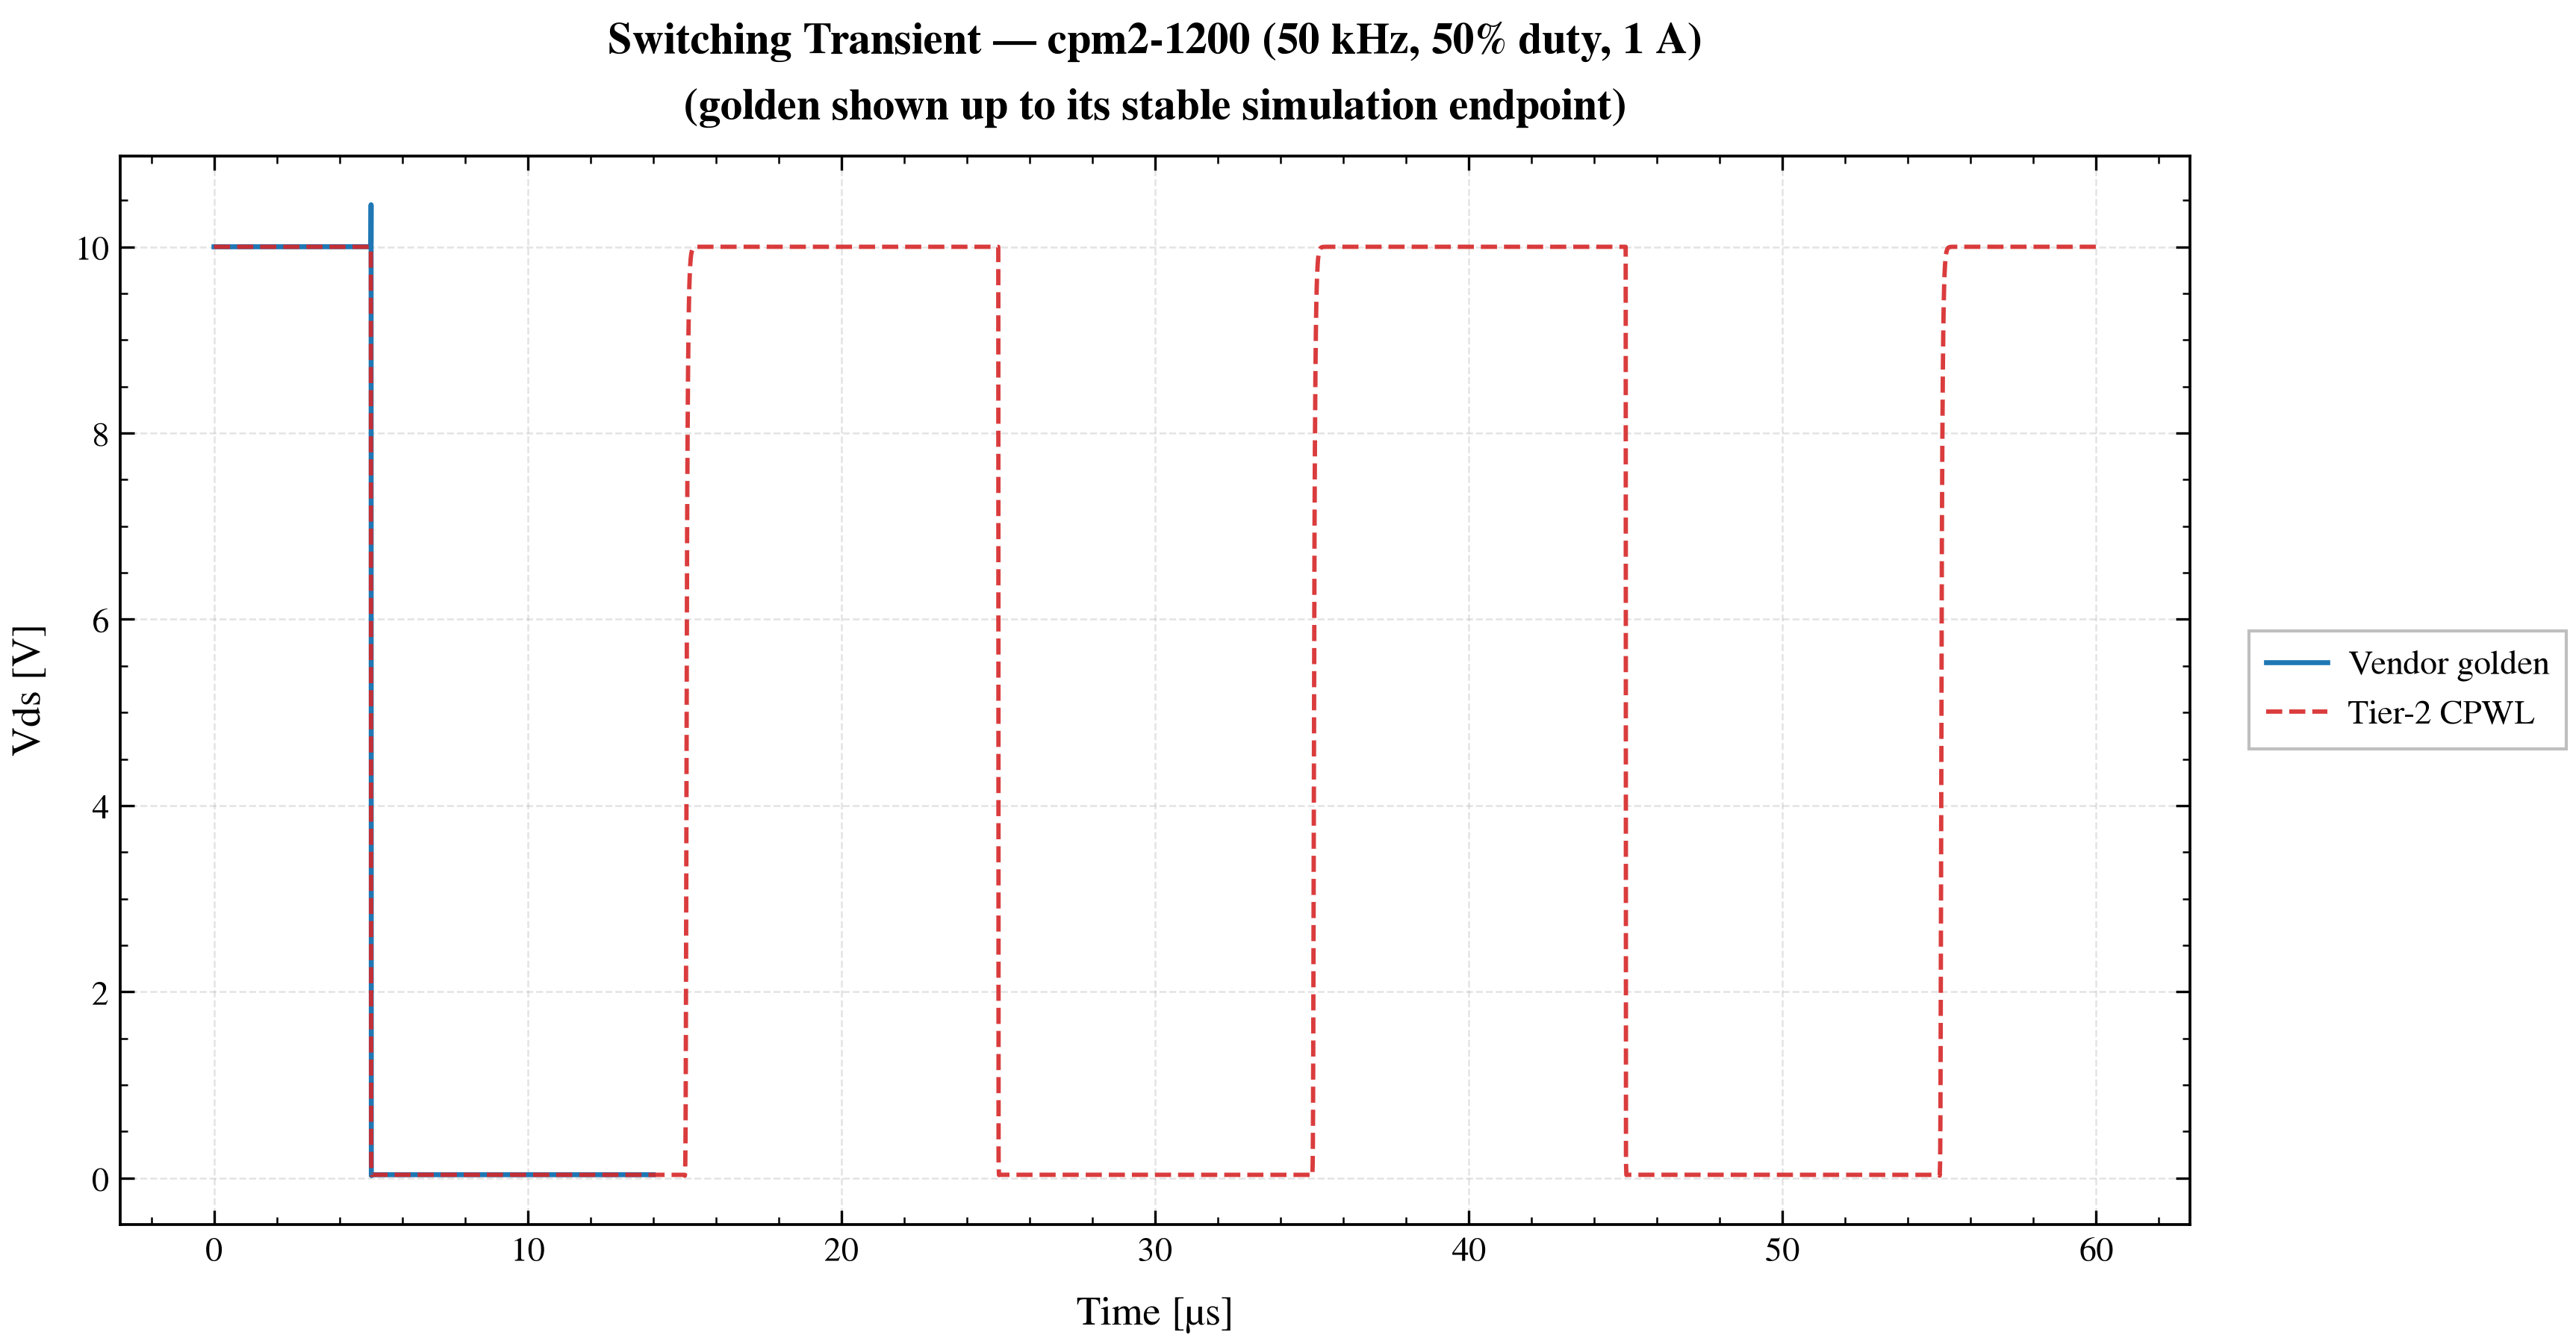 Switching Transient — cpm2-1200 (50 kHz, 50% duty, 1 A)
(golden shown up to its stable simulation endpoint)
Vds [V]
10
8
6
4
2
0
0 10 20 30 40 50 60
Time [μs]
Vendor golden
Tier-2 CPWL